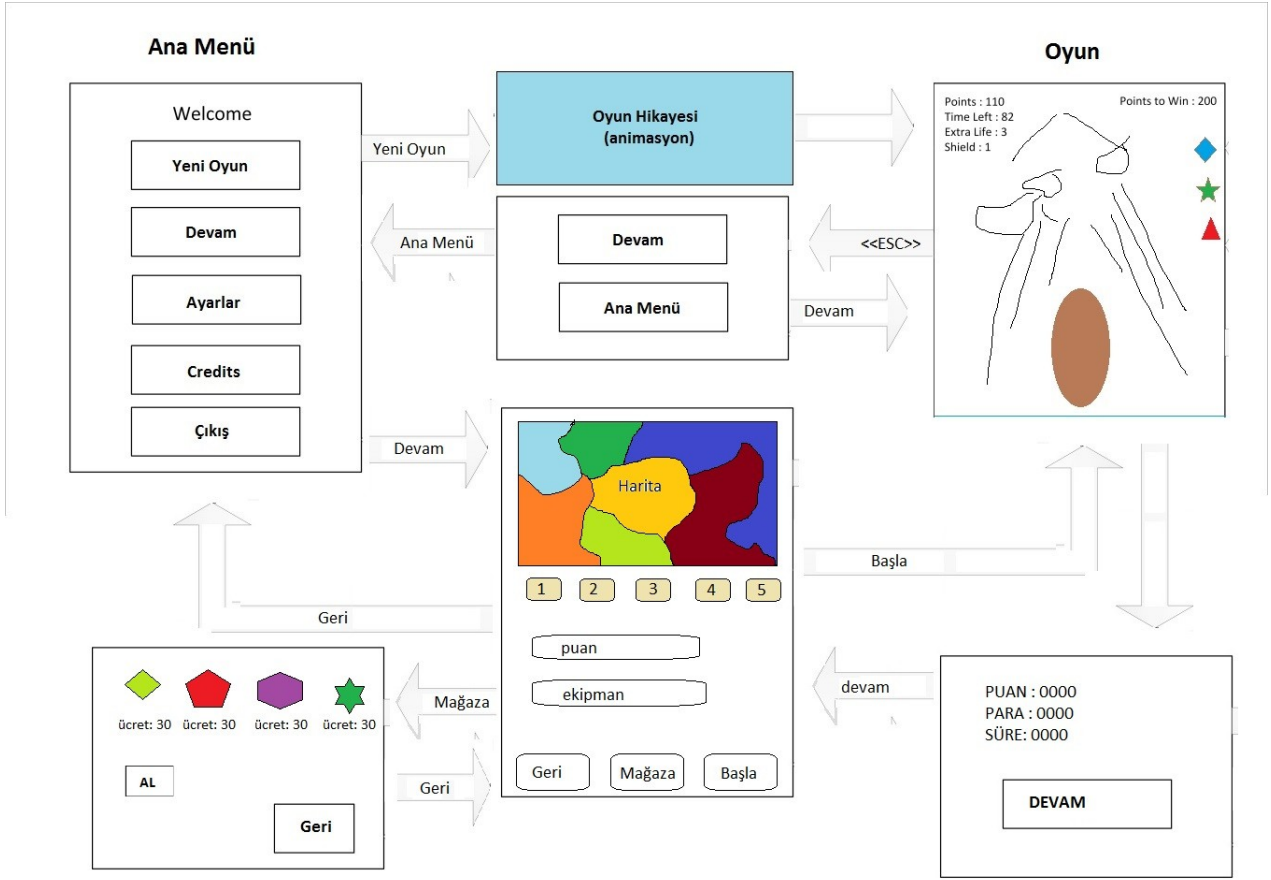 Ana Menü
Oyun
Welcome
Yeni Oyun
Devam
Ayarlar
Credits
Çıkış
Yeni Oyun
Oyun Hikayesi
(animasyon)
Points : 110
Time Left : 82
Extra Life : 3
Shield : 1
Points to Win : 200
Ana Menü
Devam
Ana Menü
<<ESC>>
Devam
Devam
Harita
1 2 3 4 5
puan
ekipman
Geri Mağaza Başla
Başla
Geri
Mağaza
Geri
ücret: 30 ücret: 30 ücret: 30 ücret: 30
AL
Geri
devam
PUAN : 0000
PARA : 0000
SÜRE: 0000
DEVAM